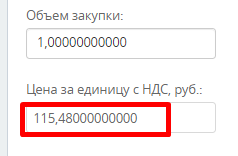 Объем закупки:
1,00000000000
Цена за единицу с НДС, руб.:
115,48000000000